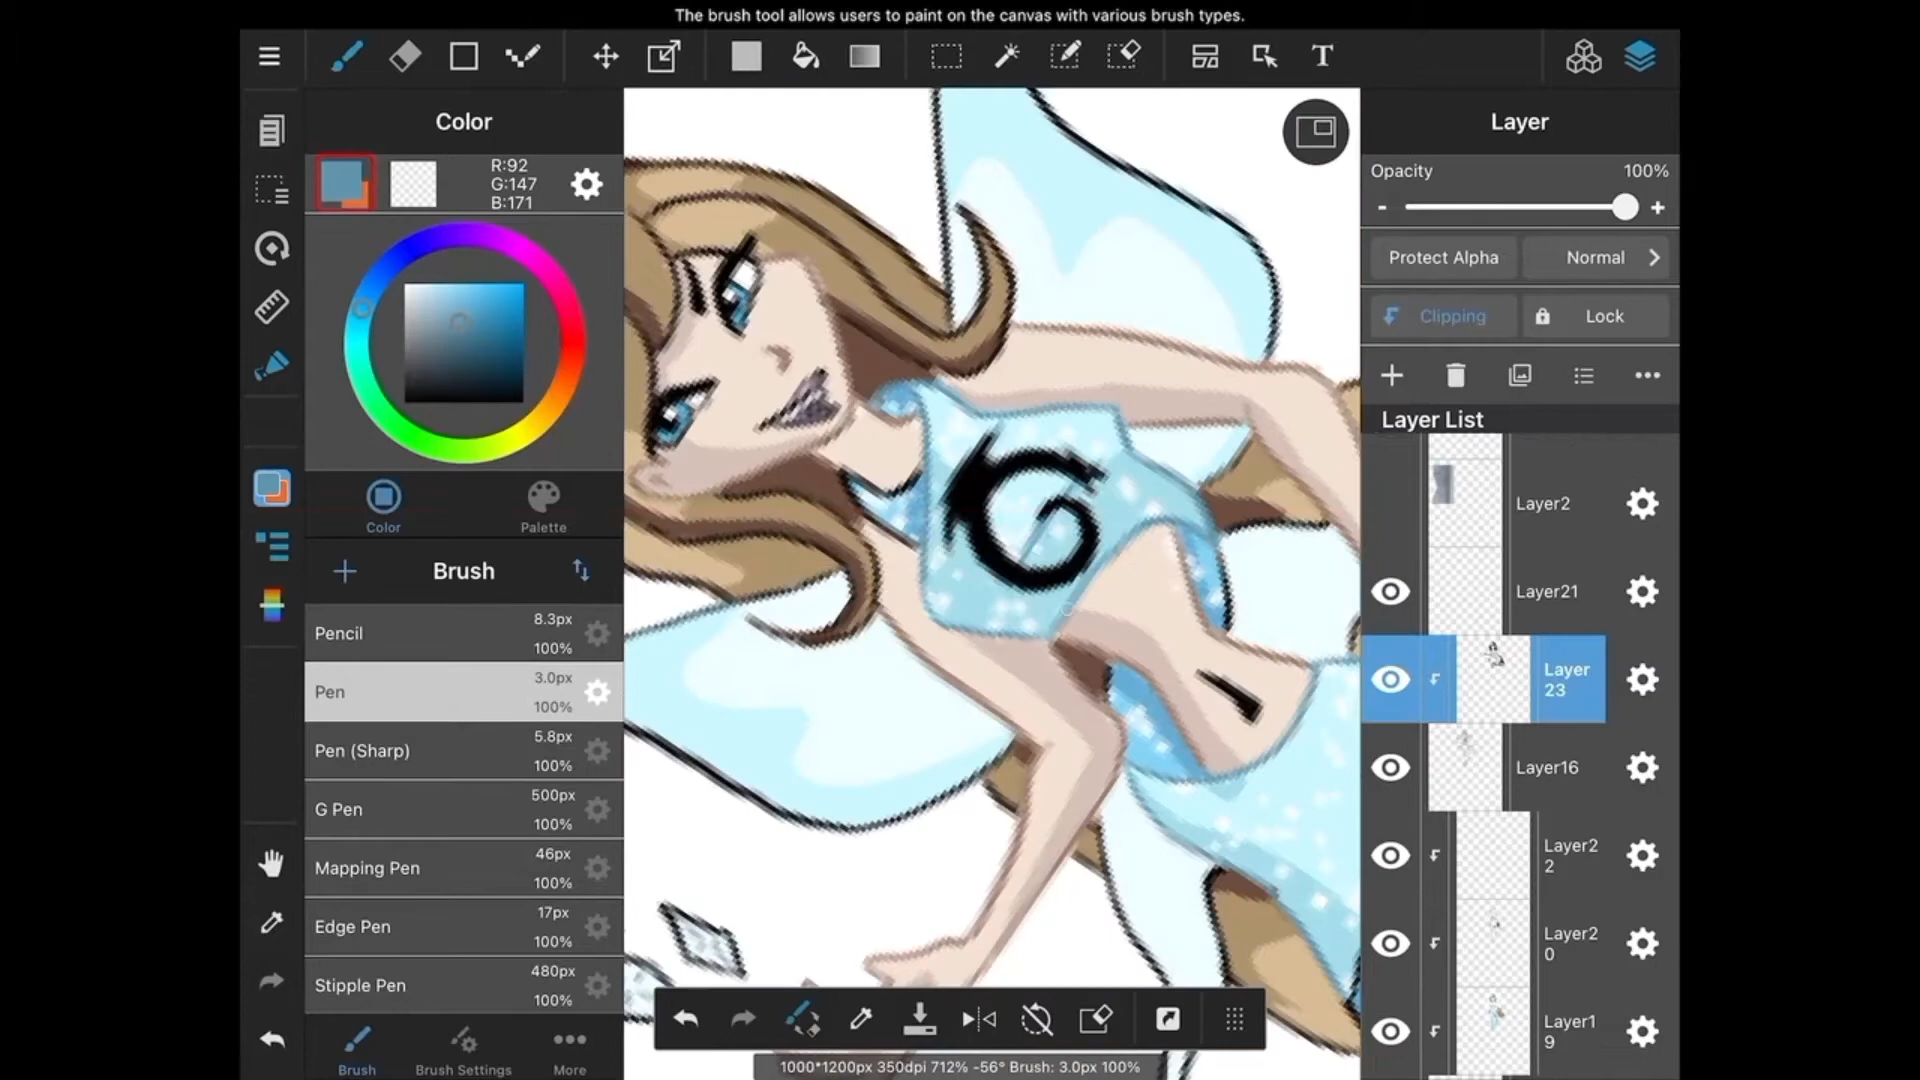 The brush tool allows users to paint on the canvas with various brush types.
T
Color
R:92
G:147
B:171
Color
Palette
Brush
Pencil
8.3px
100%
Pen
3.0px
100%
Pen (Sharp)
5.8px
100%
G Pen
500px
100%
Mapping Pen
46px
100%
Edge Pen
17px
100%
Stipple Pen
480px
100%
Brush
Brush Settings
More
1000*1200px 350dpi 712% -56° Brush: 3.0px 100%
Layer
Opacity
100%
- +
Protect Alpha
Normal
Clipping
Lock
Layer List
Layer2
Layer21
Layer
23
Layer16
Layer2
2
Layer2
0
Layer1
9